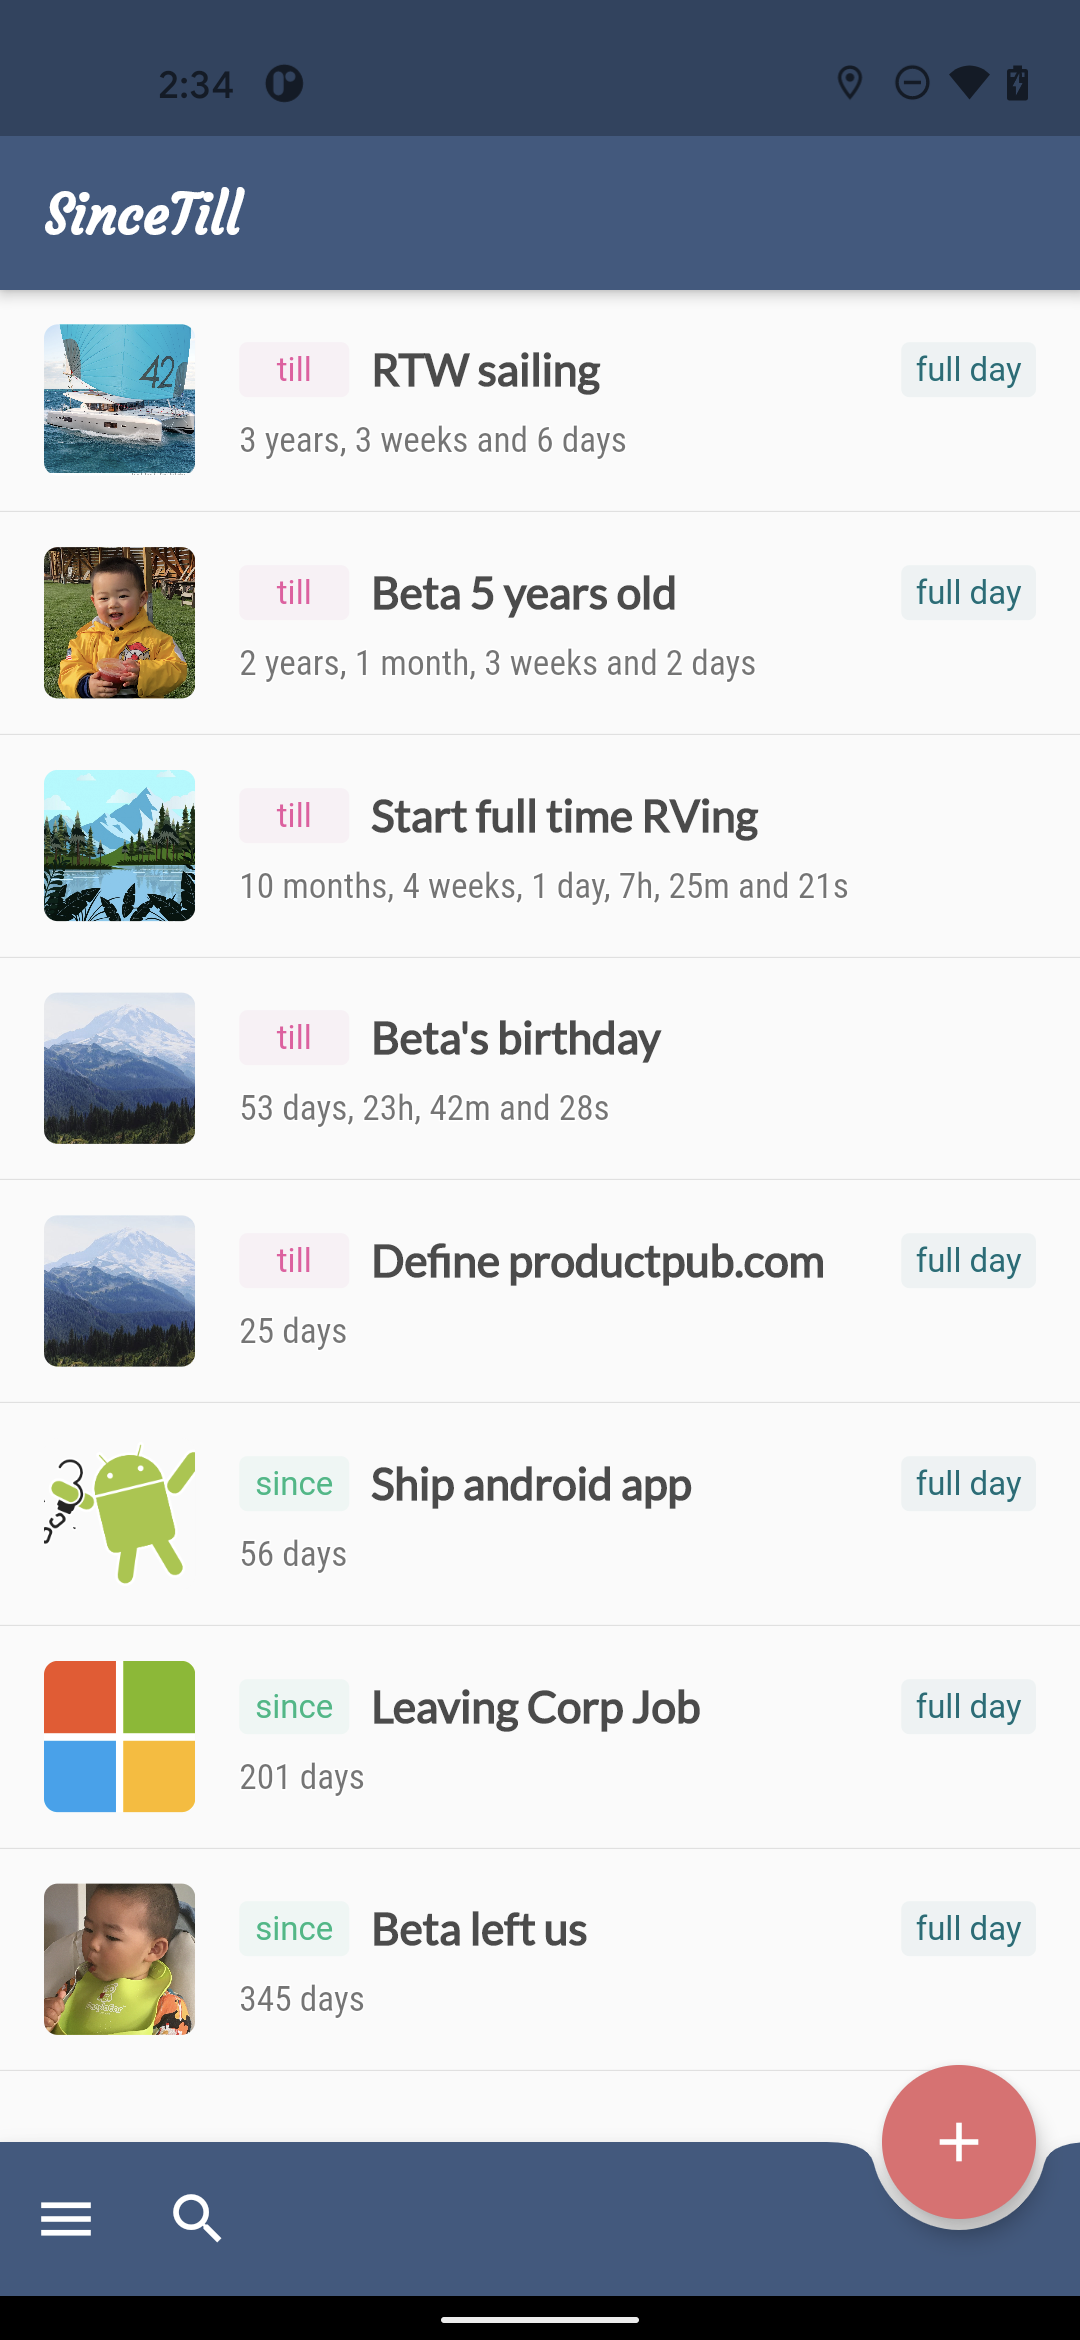 2:34
SinceTill
42
till RTW sailing full day
3 years, 3 weeks and 6 days
till Beta 5 years old full day
2 years, 1 month, 3 weeks and 2 days
till Start full time RVing
10 months, 4 weeks, 1 day, 7h, 25m and 21s
till Beta's birthday
53 days, 23h, 42m and 28s
till Define productpub.com full day
25 days
since Ship android app full day
56 days
since Leaving Corp Job full day
201 days
since Beta left us full day
345 days